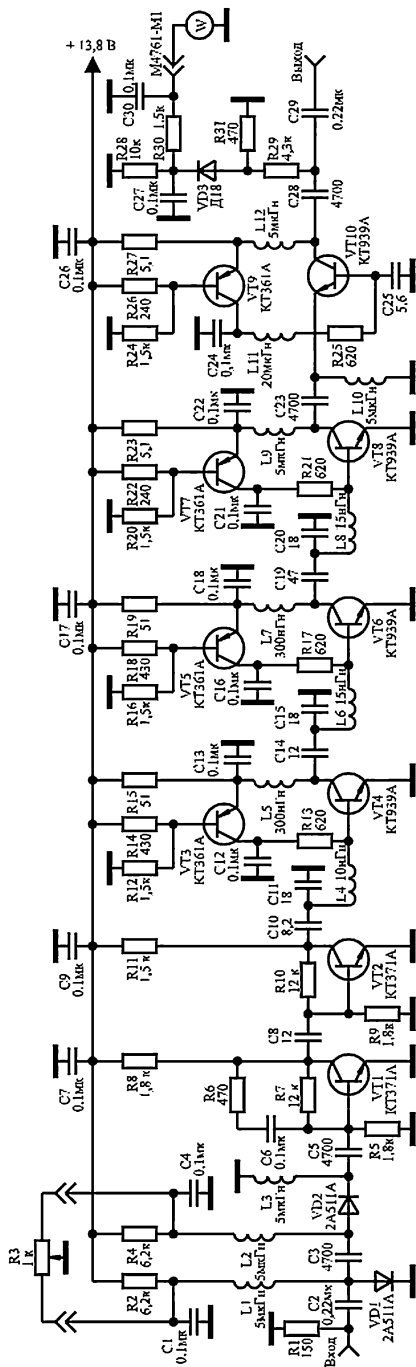 + 13,8 В
М4761-М1
W
C30 0,1мк
R30 1,5к
R28 10к
C27 0,1мк
VD3 Д18
R31 470
R29 4,3к
C28 4700
C29 0.22мк
Выход
C26 0.1мк
R27 5,1
R26 240
R24 1,5к
VT9 КТ361А
C24 0,1мк
L12 5мкГн
L11 20мкГн
R25 620
VT10 КТ939А
C25 5,6
L10 5мкГн
C23 4700
C22 0.1мк
R23 5,1
R22 240
R20 1,5к
VT7 КТ361А
C21 0.1мк
L9 5мкГн
R21 620
VT8 КТ939А
L8 15нГн
C20 18
C19 47
C17 0.1мк
C18 0.1мк
R19 51
R18 430
R16 1,5к
VT5 КТ361А
C16 0.1мк
L7 300нГн
R17 620
VT6 КТ939А
L6 15нГн
C15 18
C14 12
C13 0.1мк
R15 51
R14 430
R12 1,5к
VT3 КТ361А
C12 0.1мк
L5 300нГн
R13 620
VT4 КТ939А
L4 10нГн
C11 18
C10 8,2
C9 0.1мк
R11 1,5 к
R10 12 к
VT2 КТ371А
R9 1.8к
C8 12
C7 0.1мк
R8 1,8 к
R6 470
R7 12 к
C6 0.1мк
VT1 КТ371А
R5 1.8к
C5 4700
L3 5мкГн
VD2 2А511А
C4 0.1мк
R3 1 к
R4 6,2к
R2 6,2к
C1 0.1мк
L2 5мкГн
L1 5мкГн
C3 4700
C2 0,22мк
VD1 2А511А
R1 150
Вход